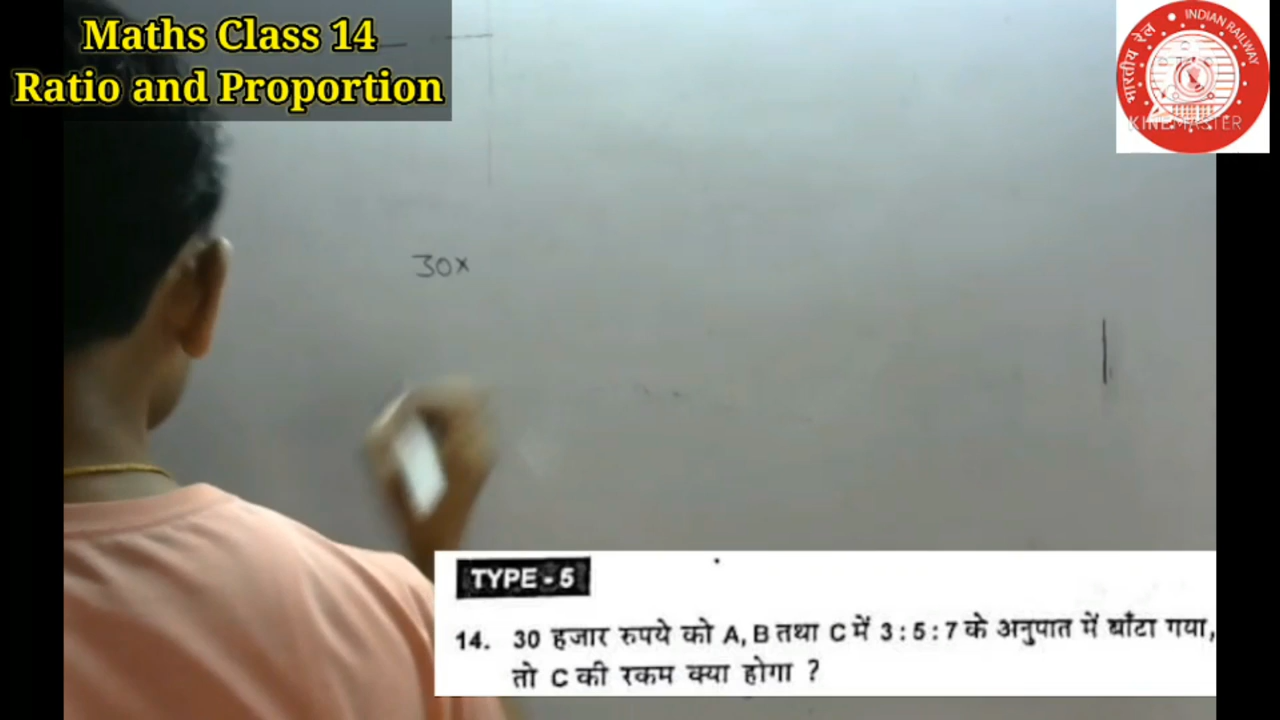 Maths Class 14
Ratio and Proportion
भारतीय रेल INDIAN RAILWAY
KINEMASTER
30x
TYPE - 5
14. 30 हजार रुपये को A, B तथा C में 3 : 5 : 7 के अनुपात में बाँटा गया,
तो C की रकम क्या होगा ?